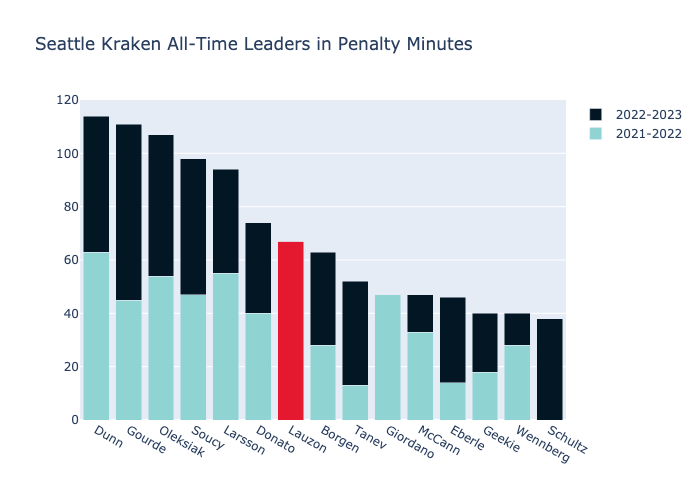 Seattle Kraken All-Time Leaders in Penalty Minutes
2022-2023
2021-2022
120
100
80
60
40
20
0
Dunn
Gourde
Oleksiak
Soucy
Larsson
Donato
Lauzon
Borgen
Tanev
Giordano
McCann
Eberle
Geekie
Wennberg
Schultz